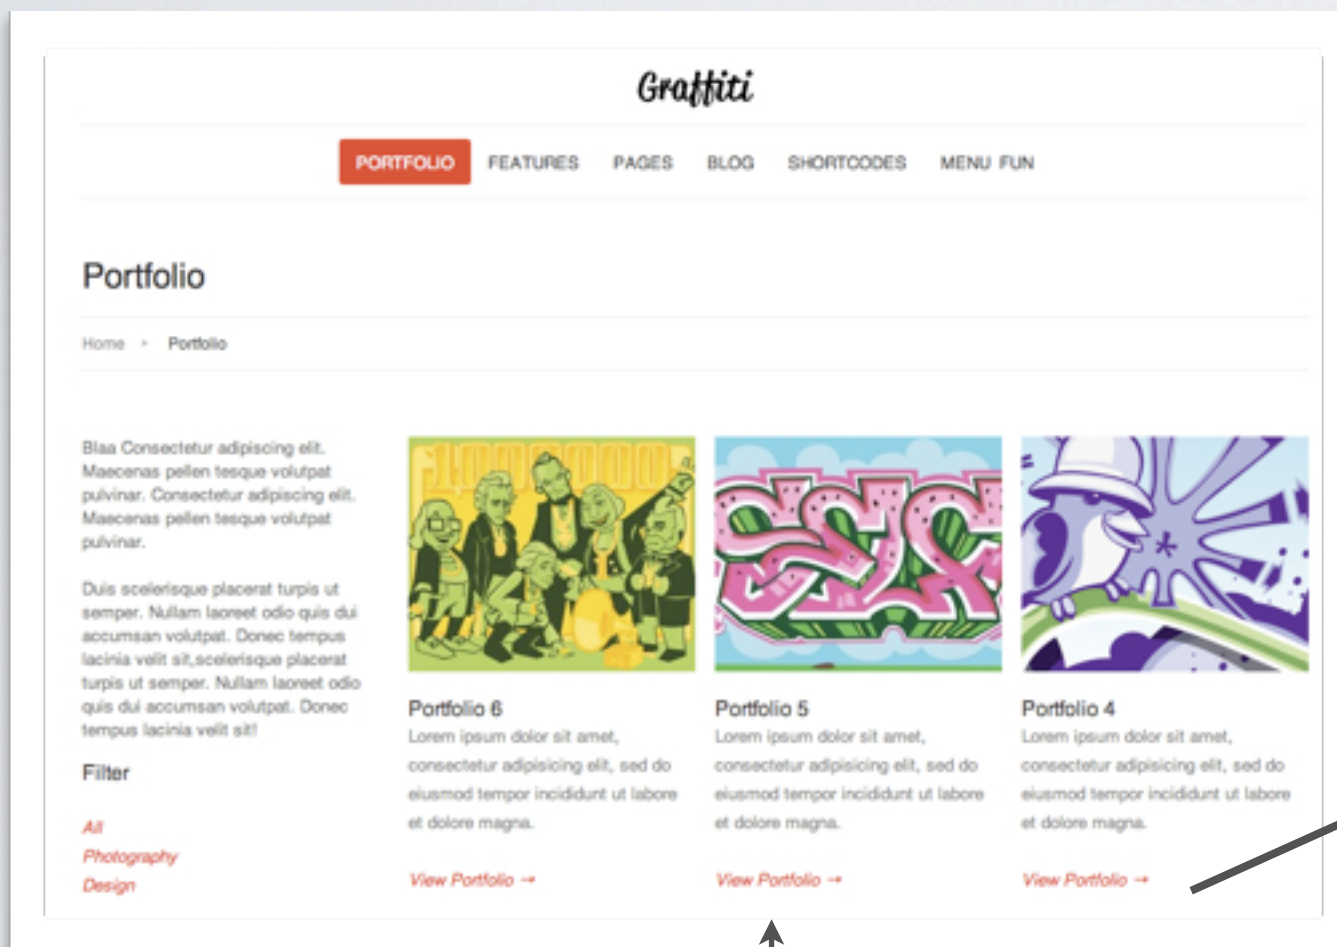 Graffiti
PORTFOLIO FEATURES PAGES BLOG SHORTCODES MENU FUN
Portfolio
Home ▸ Portfolio
Blaa Consectetur adipiscing elit.
Maecenas pellen tesque volutpat
pulvinar. Consectetur adipiscing elit.
Maecenas pellen tesque volutpat
pulvinar.
Duis scelerisque placerat turpis ut
semper. Nullam laoreet odio quis dui
accumsan volutpat. Donec tempus
lacinia velit sit,scelerisque placerat
turpis ut semper. Nullam laoreet odio
quis dui accumsan volutpat. Donec
tempus lacinia velit sit!
Filter
All
Photography
Design
1000000
Portfolio 6
Lorem ipsum dolor sit amet,
consectetur adipisicing elit, sed do
eiusmod tempor incididunt ut labore
et dolore magna.
View Portfolio →
Portfolio 5
Lorem ipsum dolor sit amet,
consectetur adipisicing elit, sed do
eiusmod tempor incididunt ut labore
et dolore magna.
View Portfolio →
Portfolio 4
Lorem ipsum dolor sit amet,
consectetur adipisicing elit, sed do
eiusmod tempor incididunt ut labore
et dolore magna.
View Portfolio →